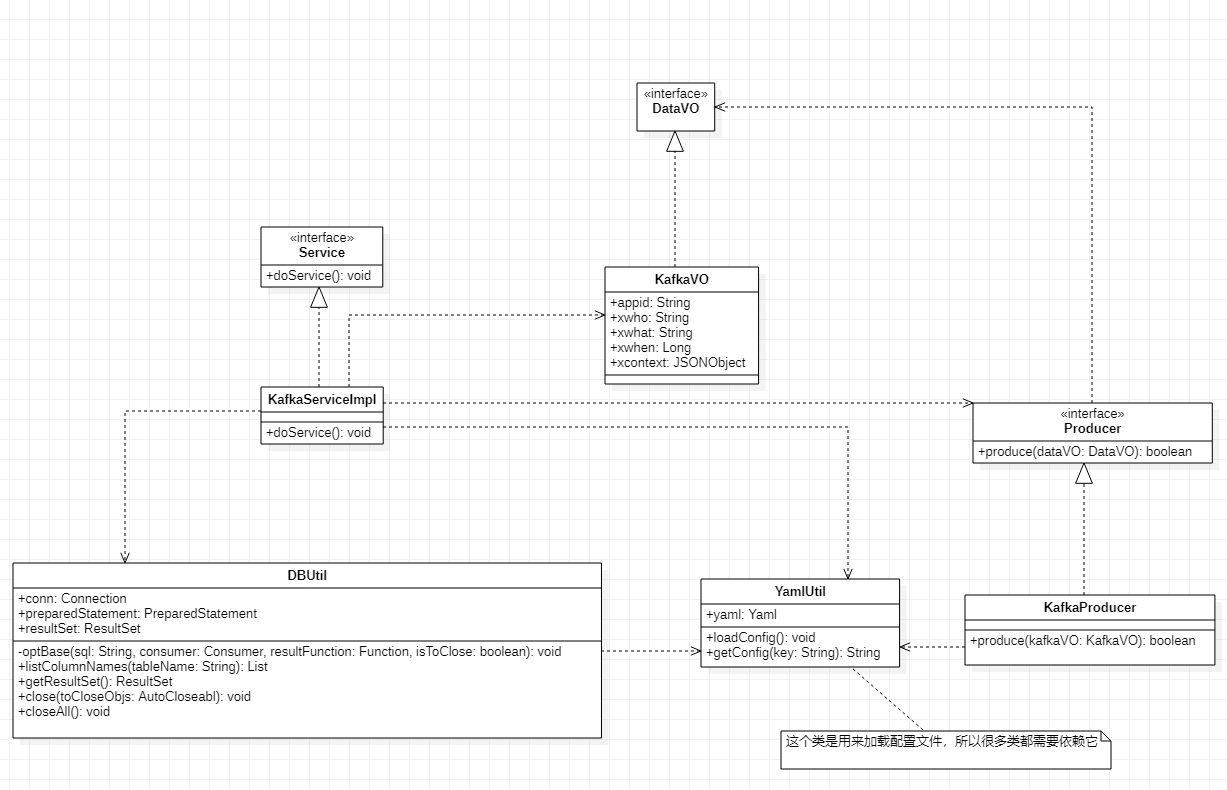 «interface»
DataVO
«interface»
Service
+doService(): void
KafkaVO
+appid: String
+xwho: String
+xwhat: String
+xwhen: Long
+xcontext: JSONObject
KafkaServiceImpl
+doService(): void
«interface»
Producer
+produce(dataVO: DataVO): boolean
DBUtil
+conn: Connection
+preparedStatement: PreparedStatement
+resultSet: ResultSet
-optBase(sql: String, consumer: Consumer, resultFunction: Function, isToClose: boolean): void
+listColumnNames(tableName: String): List
+getResultSet(): ResultSet
+close(toCloseObjs: AutoCloseabl): void
+closeAll(): void
YamlUtil
+yaml: Yaml
+loadConfig(): void
+getConfig(key: String): String
KafkaProducer
+produce(kafkaVO: KafkaVO): boolean
这个类是用来加载配置文件，所以很多类都需要依赖它